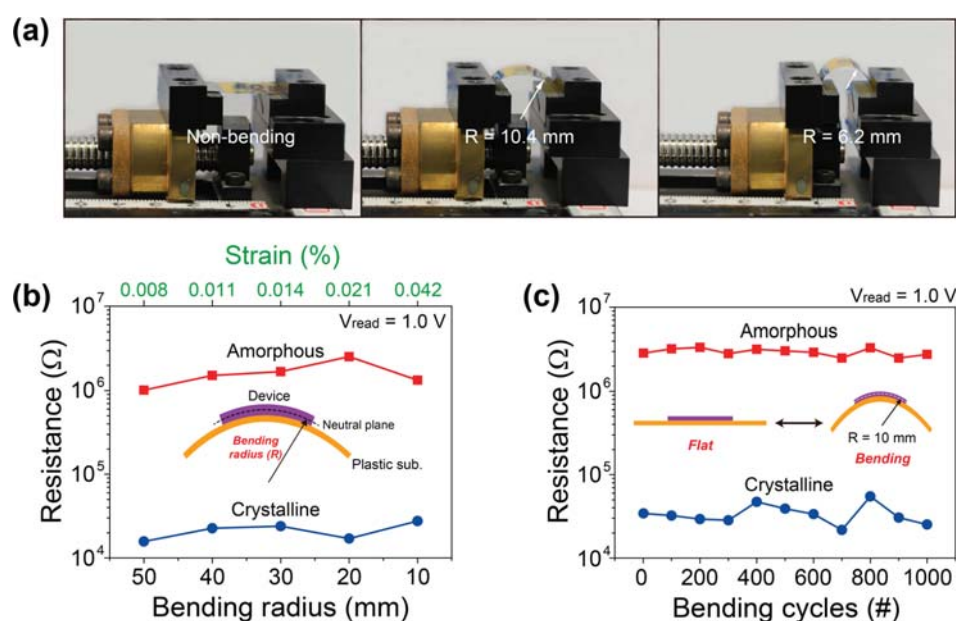 (a)
Non-bending
R = 10.4 mm
R = 6.2 mm
(b)
Strain (%)
0.008 0.011 0.014 0.021 0.042
V_read = 1.0 V
Resistance (Ω)
10^7
10^6
10^5
10^4
Amorphous
Device
Neutral plane
Bending
radius (R)
Plastic sub.
Crystalline
50 40 30 20 10
Bending radius (mm)
(c)
V_read = 1.0 V
Resistance (Ω)
10^7
10^6
10^5
10^4
Amorphous
R = 10 mm
Flat
Bending
Crystalline
0 200 400 600 800 1000
Bending cycles (#)